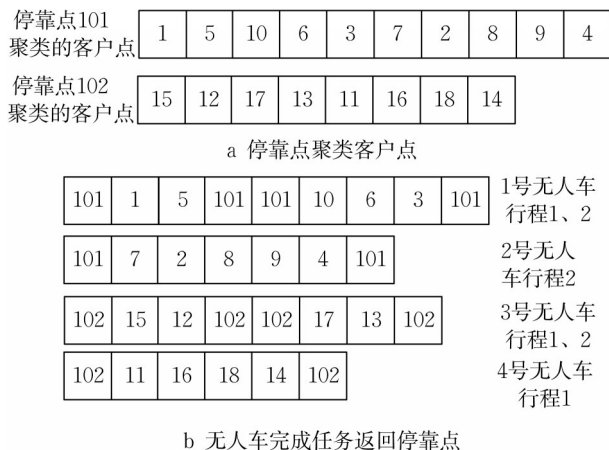 停靠点101
聚类的客户点
1 5 10 6 3 7 2 8 9 4
停靠点102
聚类的客户点
15 12 17 13 11 16 18 14
a 停靠点聚类客户点
101 1 5 101 101 10 6 3 101
1号无人车
行程1、2
101 7 2 8 9 4 101
2号无人
车行程2
102 15 12 102 102 17 13 102
3号无人车
行程1、2
102 11 16 18 14 102
4号无人车
行程1
b 无人车完成任务返回停靠点